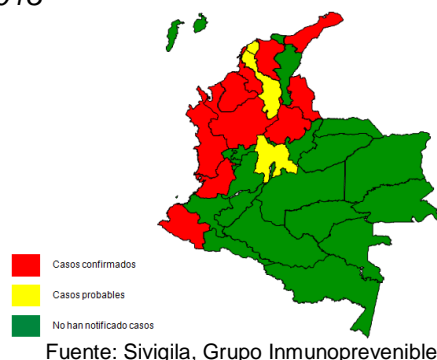 Casos confirmados
Casos probables
No han notificado casos
Fuente: Sivigila, Grupo Inmunoprevenible